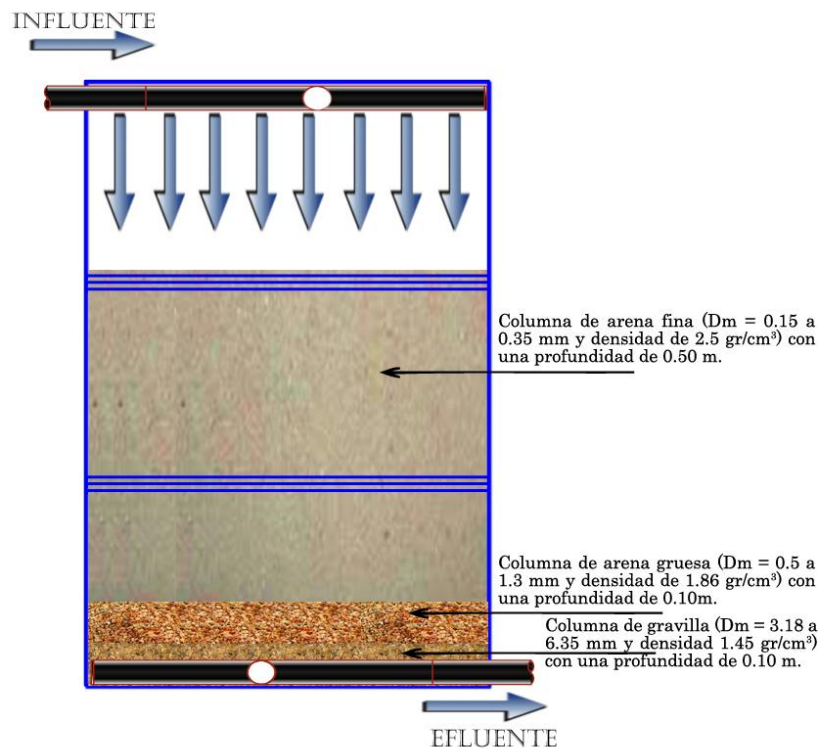 INFLUENTE
Columna de arena fina (Dm = 0.15 a
0.35 mm y densidad de 2.5 gr/cm³) con
una profundidad de 0.50 m.
Columna de arena gruesa (Dm = 0.5 a
1.3 mm y densidad de 1.86 gr/cm³) con
una profundidad de 0.10m.
Columna de gravilla (Dm = 3.18 a
6.35 mm y densidad 1.45 gr/cm³)
con una profundidad de 0.10 m.
EFLUENTE